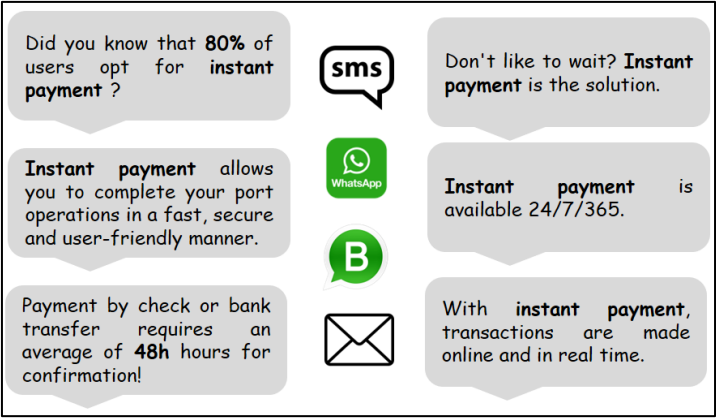 Did you know that 80% of
users opt for instant
payment ?
Instant payment allows
you to complete your port
operations in a fast, secure
and user-friendly manner.
Payment by check or bank
transfer requires an
average of 48h hours for
confirmation!
sms
WhatsApp
B
Don't like to wait? Instant
payment is the solution.
Instant payment is
available 24/7/365.
With instant payment,
transactions are made
online and in real time.